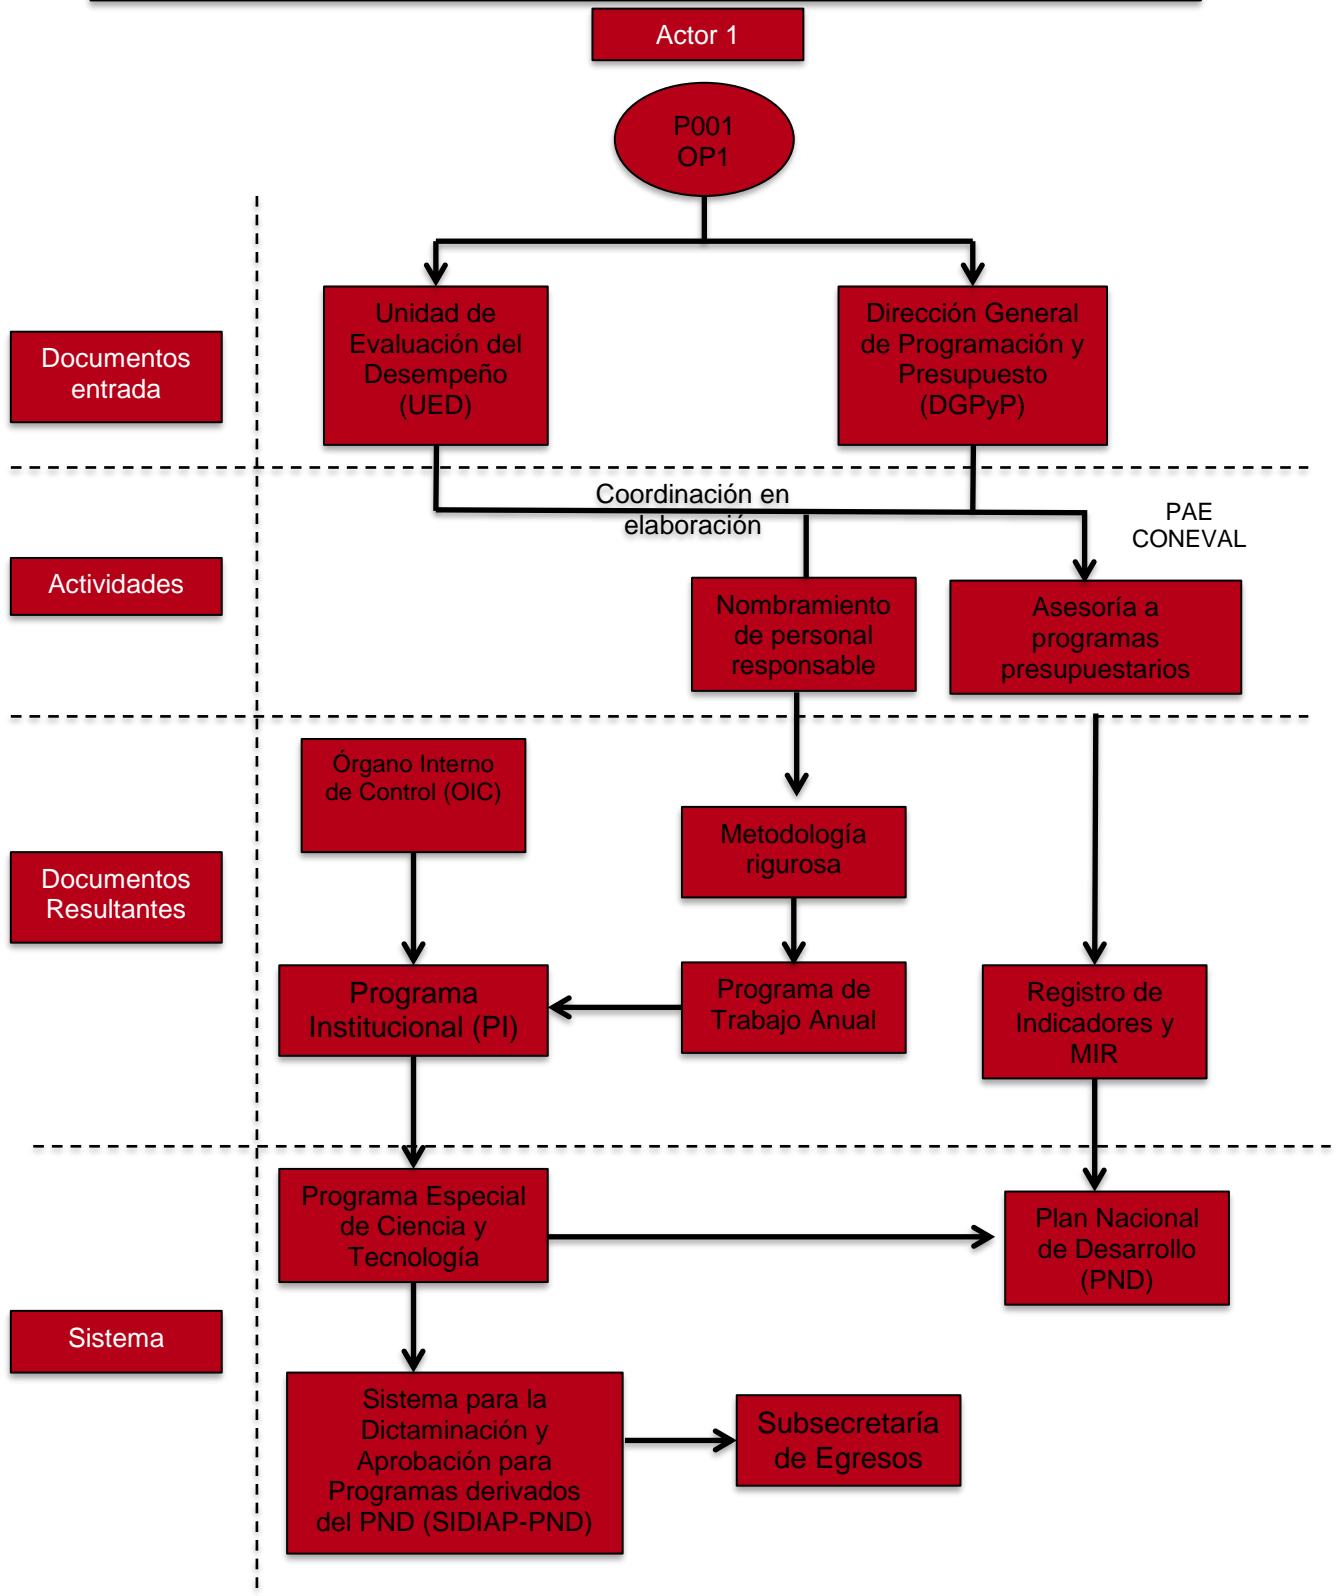 Actor 1
P001
OP1
Unidad de
Evaluación del
Desempeño
(UED)
Dirección General
de Programación y
Presupuesto
(DGPyP)
Documentos
entrada
Coordinación en
elaboración
PAE
CONEVAL
Actividades
Nombramiento
de personal
responsable
Asesoría a
programas
presupuestarios
Órgano Interno
de Control (OIC)
Metodología
rigurosa
Documentos
Resultantes
Programa
Institucional (PI)
Programa de
Trabajo Anual
Registro de
Indicadores y
MIR
Programa Especial
de Ciencia y
Tecnología
Plan Nacional
de Desarrollo
(PND)
Sistema
Sistema para la
Dictaminación y
Aprobación para
Programas derivados
del PND (SIDIAP-PND)
Subsecretaría
de Egresos